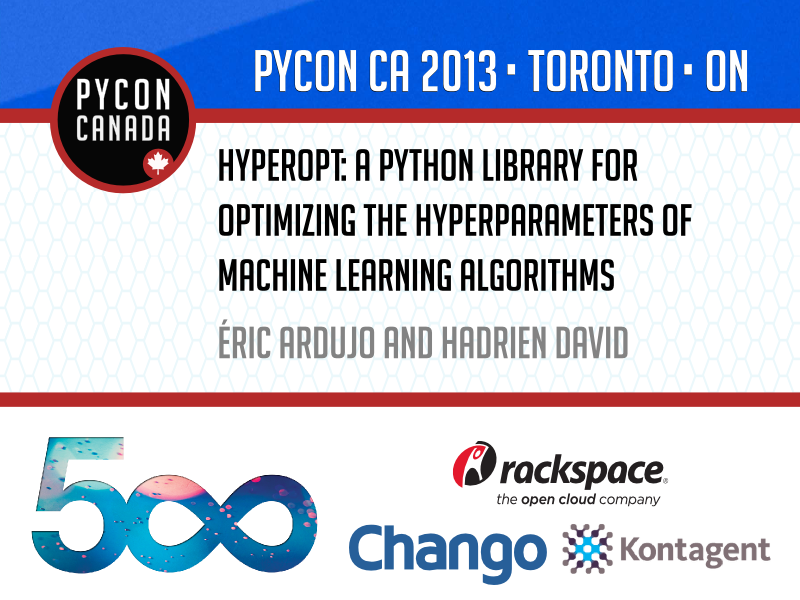 PYCON CA 2013 · TORONTO · ON
PYCON
CANADA
HYPEROPT: A PYTHON LIBRARY FOR
OPTIMIZING THE HYPERPARAMETERS OF
MACHINE LEARNING ALGORITHMS
ÉRIC ARDUJO AND HADRIEN DAVID
500
rackspace®
the open cloud company
Chango
Kontagent